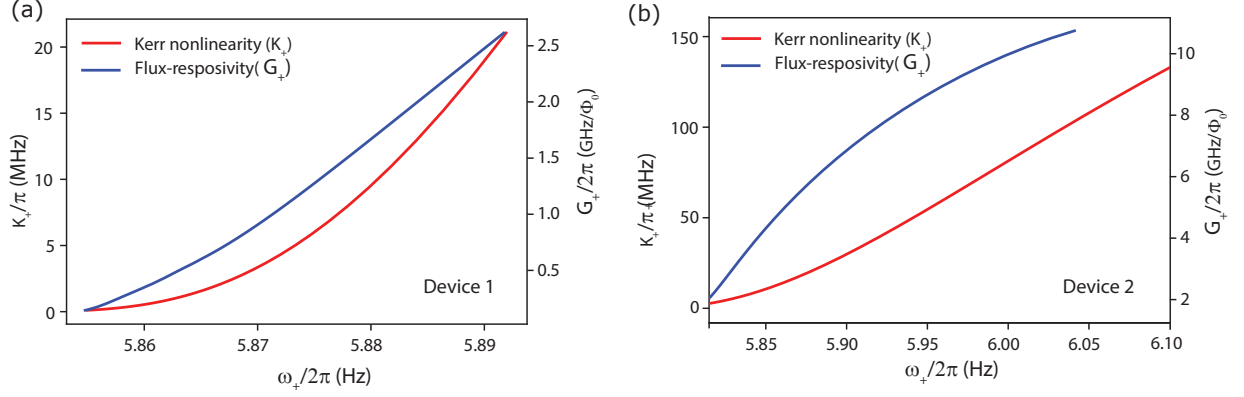 (a)
Kerr nonlinearity (K₊)
Flux-resposivity( G₊)
20
15
10
5
0
K₊/π (MHz)
2.5
2.0
1.5
1.0
0.5
G₊/2π (GHz/Φ₀)
Device 1
5.86 5.87 5.88 5.89
ω₊/2π (Hz)
(b)
Kerr nonlinearity (K₊)
Flux-resposivity( G₊)
150
100
50
0
K₊/π₊(MHz)
10
8
6
4
2
G₊/2π (GHz/Φ₀)
Device 2
5.85 5.90 5.95 6.00 6.05 6.10
ω₊/2π (Hz)